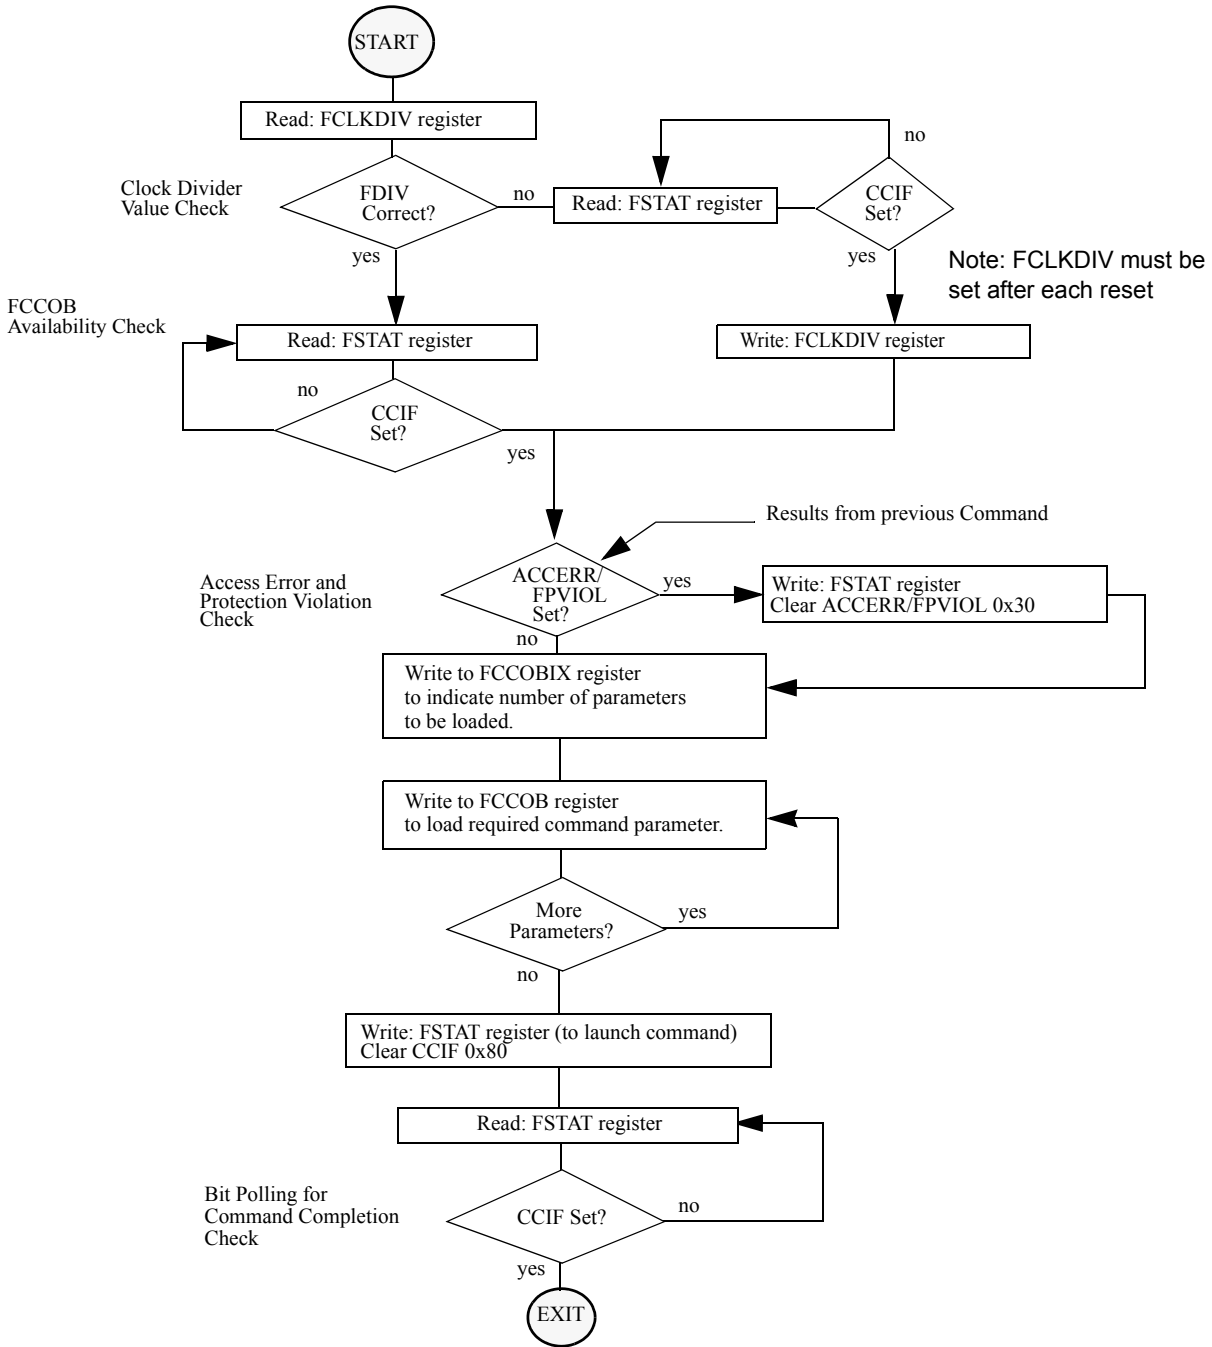 START
Read: FCLKDIV register
no
Clock Divider
Value Check
FDIV
Correct?
no
Read: FSTAT register
CCIF
Set?
yes
yes
Note: FCLKDIV must be
set after each reset
FCCOB
Availability Check
Read: FSTAT register
Write: FCLKDIV register
no
CCIF
Set?
yes
Results from previous Command
Access Error and
Protection Violation
Check
ACCERR/
FPVIOL
Set?
yes
Write: FSTAT register
Clear ACCERR/FPVIOL 0x30
no
Write to FCCOBIX register
to indicate number of parameters
to be loaded.
Write to FCCOB register
to load required command parameter.
More
Parameters?
yes
no
Write: FSTAT register (to launch command)
Clear CCIF 0x80
Read: FSTAT register
Bit Polling for
Command Completion
Check
CCIF Set?
no
yes
EXIT